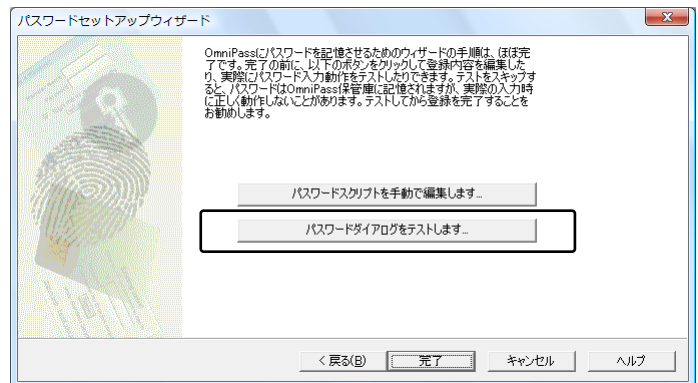 パスワードセットアップウィザード
OmniPassにパスワードを記憶させるためのウィザードの手順は、ほぼ完
了です。完了の前に、以下のボタンをクリックして登録内容を編集した
り、実際にパスワード入力動作をテストしたりできます。テストをスキップす
ると、パスワードはOmniPass保管庫に記憶されますが、実際の入力時
に正しく動作しないことがあります。テストしてから登録を完了することを
お勧めします。
パスワードスクリプトを手動で編集します...
パスワードダイアログをテストします...
< 戻る(B)
完了
キャンセル
ヘルプ